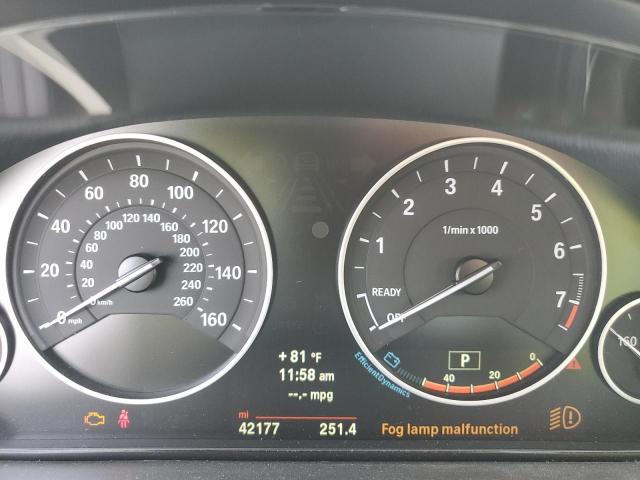 0 20 40 60 80 100 120 140 160
mph
0 20 40 60 80 100 120 140 160 180 200 220 240 260
km/h
1 2 3 4 5 6 7
1/min x 1000
READY
OFF
EfficientDynamics
40 20 0
P
+ 81 °F
11:58 am
--.- mpg
mi
42177 251.4
Fog lamp malfunction
160